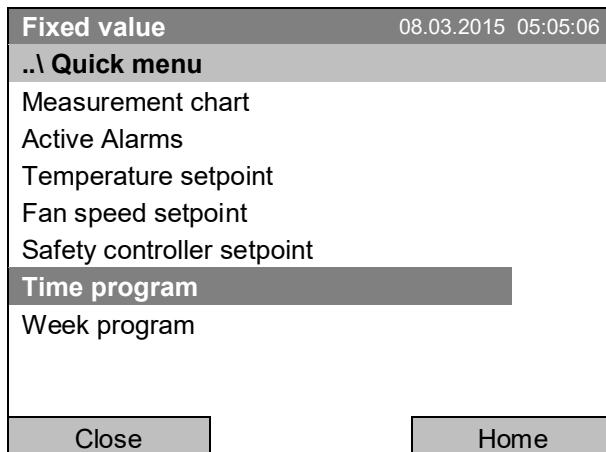 Fixed value 08.03.2015 05:05:06
..\ Quick menu
Measurement chart
Active Alarms
Temperature setpoint
Fan speed setpoint
Safety controller setpoint
Time program
Week program
Close Home